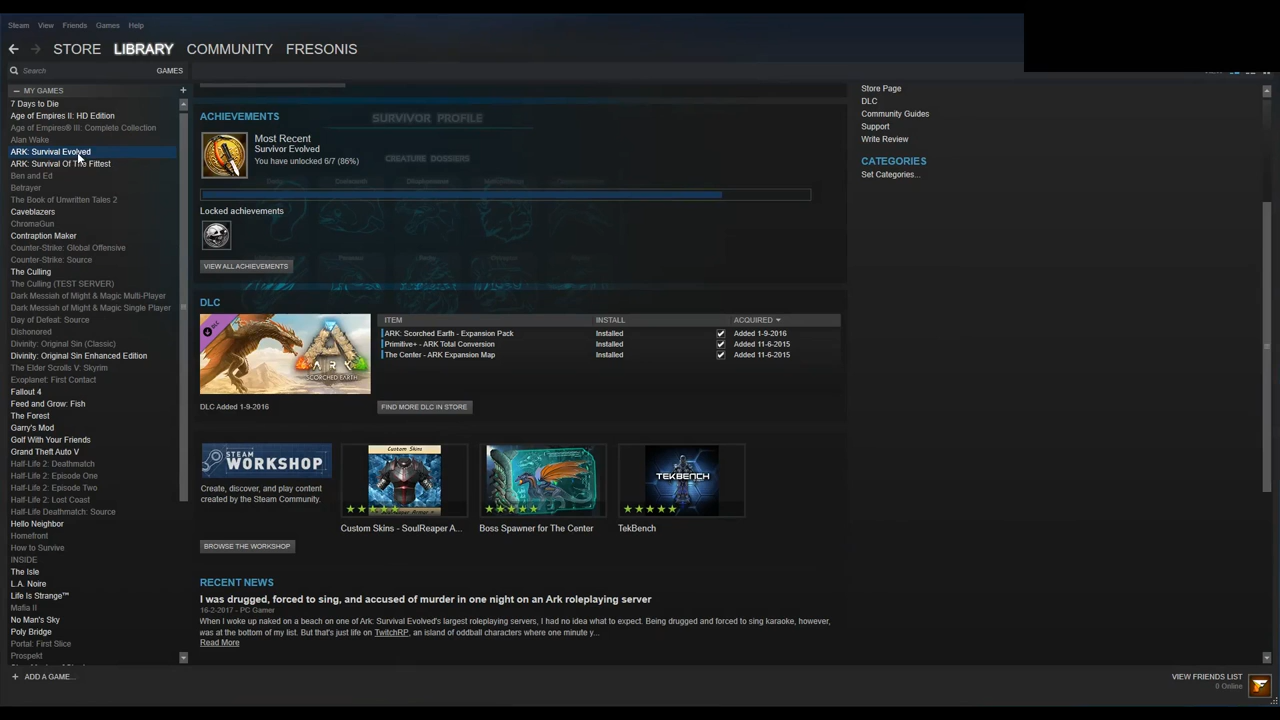 Steam View Friends Games Help
STORE LIBRARY COMMUNITY FRESONIS
Search GAMES
MY GAMES
7 Days to Die
Age of Empires II: HD Edition
Age of Empires® III: Complete Collection
Alan Wake
ARK: Survival Evolved
ARK: Survival Of The Fittest
Ben and Ed
Betrayer
The Book of Unwritten Tales 2
Caveblazers
ChromaGun
Contraption Maker
Counter-Strike: Global Offensive
Counter-Strike: Source
The Culling
The Culling (TEST SERVER)
Dark Messiah of Might & Magic Multi-Player
Dark Messiah of Might & Magic Single Player
Day of Defeat: Source
Dishonored
Divinity: Original Sin (Classic)
Divinity: Original Sin Enhanced Edition
The Elder Scrolls V: Skyrim
Exoplanet: First Contact
Fallout 4
Feed and Grow: Fish
The Forest
Garry's Mod
Golf With Your Friends
Grand Theft Auto V
Half-Life 2: Deathmatch
Half-Life 2: Episode One
Half-Life 2: Episode Two
Half-Life 2: Lost Coast
Half-Life Deathmatch: Source
Hello Neighbor
Homefront
How to Survive
INSIDE
The Isle
L.A. Noire
Life Is Strange™
Mafia II
No Man's Sky
Poly Bridge
Portal: First Slice
Prospekt
ADD A GAME...
SURVIVOR PROFILE
CREATURE DOSSIERS
ACHIEVEMENTS
Most Recent
Survivor Evolved
You have unlocked 6/7 (86%)
Locked achievements
VIEW ALL ACHIEVEMENTS
DLC
DLC
ARK
SCORCHED EARTH
DLC Added 1-9-2016
ITEM INSTALL ACQUIRED
ARK: Scorched Earth - Expansion Pack Installed Added 1-9-2016
Primitive+ - ARK Total Conversion Installed Added 11-6-2015
The Center - ARK Expansion Map Installed Added 11-6-2015
FIND MORE DLC IN STORE
STEAM
WORKSHOP
Create, discover, and play content
created by the Steam Community.
BROWSE THE WORKSHOP
Custom Skins
Custom Skins - SoulReaper A...
Boss Spawner for The Center
TEKBENCH
TekBench
RECENT NEWS
I was drugged, forced to sing, and accused of murder in one night on an Ark roleplaying server
16-2-2017 - PC Gamer
When I woke up naked on a beach on one of Ark: Survival Evolved's largest roleplaying servers, I had no idea what to expect. Being drugged and forced to sing karaoke, however,
was at the bottom of my list. But that's just life on TwitchRP, an island of oddball characters where one minute y...
Read More
Store Page
DLC
Community Guides
Support
Write Review
CATEGORIES
Set Categories...
VIEW FRIENDS LIST
0 Online